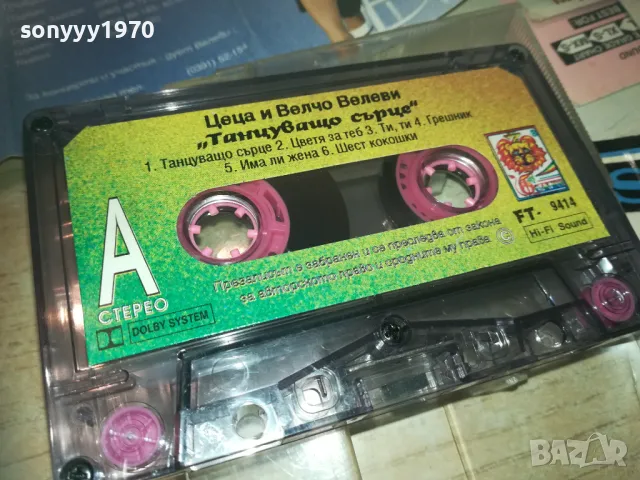 sonyyy1970
Цеца и Велчо Велеви
„Танцуващо сърце“
1. Танцуващо сърце 2. Цветя за теб 3. Ти, ти 4. Грешник
5. Има ли жена 6. Шест кокошки
A
СТЕРЕО
DOLBY SYSTEM
FT- 9414
Hi-Fi Sound
Презаписът е забранен и се преследва от закона
за авторското право и сродните му права
BAZAR